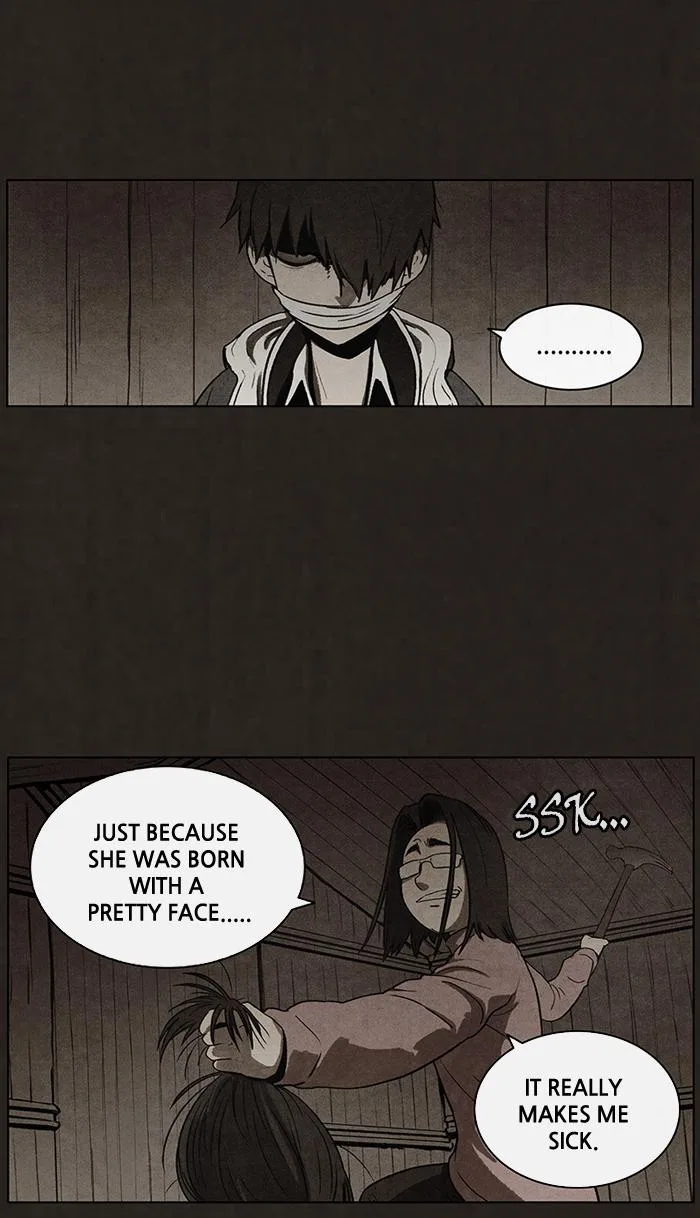 ............
JUST BECAUSE
SHE WAS BORN
WITH A
PRETTY FACE.....
SSK...
IT REALLY
MAKES ME
SICK.